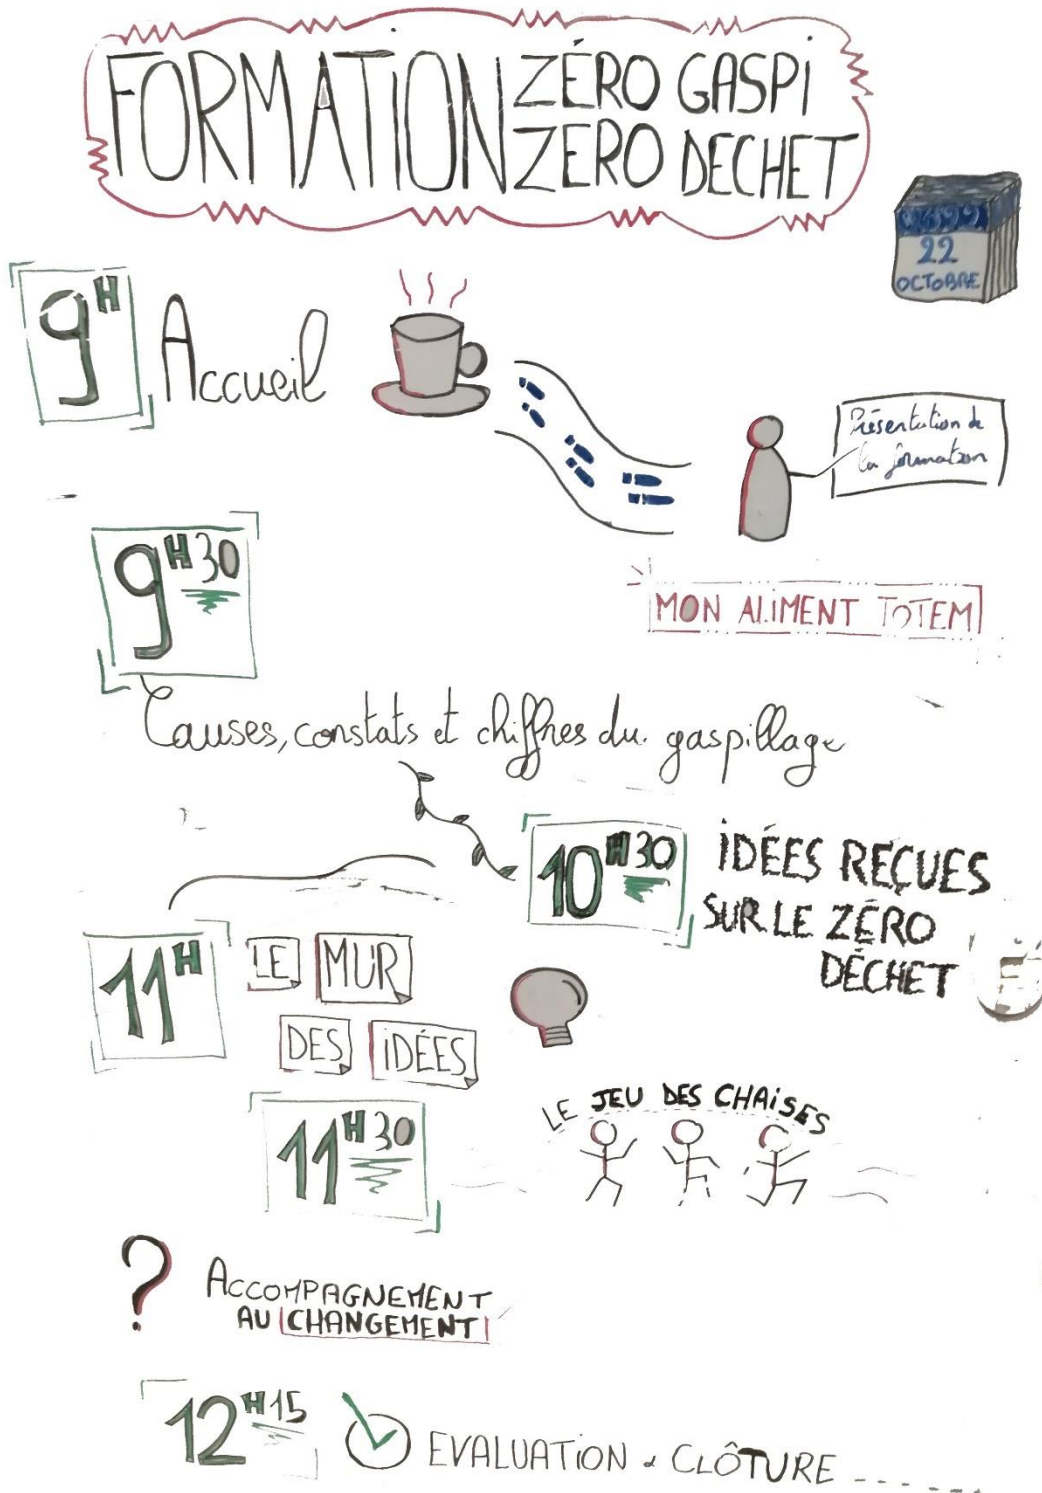 FORMATION ZÉRO GASPI
ZERO DECHET
22
OCTOBRE
9H Accueil
Présentation de
la formation
9H30
MON ALIMENT TOTEM
Causes, constats et chiffres du gaspillage
10H30 IDÉES REÇUES
SUR LE ZÉRO
DÉCHET
11H LE MUR
DES IDÉES
11H30 LE JEU DES CHAISES
? ACCOMPAGNEMENT
AU CHANGEMENT
12H15 EVALUATION & CLÔTURE